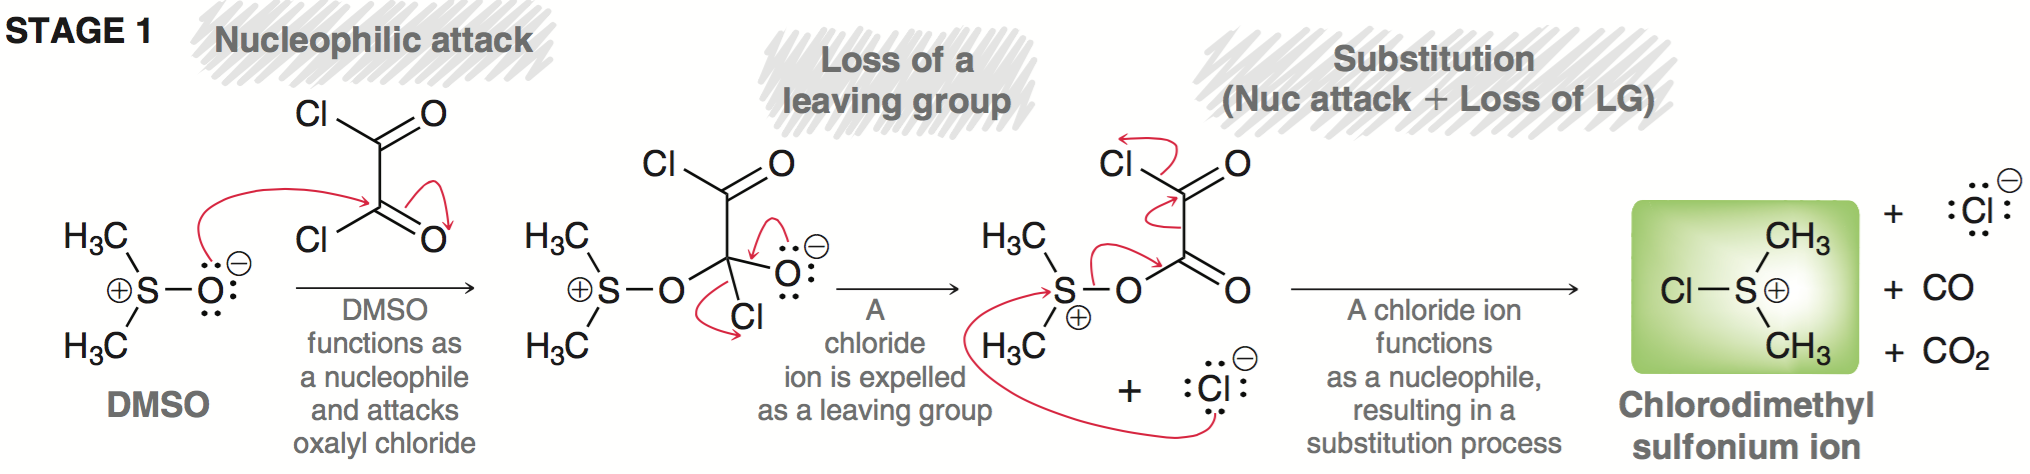 STAGE 1
Nucleophilic attack
Loss of a
leaving group
Substitution
(Nuc attack + Loss of LG)
Cl
O
Cl
O
H₃C
⊕S
O:⊖
H₃C
DMSO
DMSO
functions as
a nucleophile
and attacks
oxalyl chloride
Cl
O
H₃C
⊕S
O
O:⊖
Cl
H₃C
A
chloride
ion is expelled
as a leaving group
Cl
O
H₃C
S
⊕
O
O
H₃C
+ :Cl:⊖
A chloride ion
functions
as a nucleophile,
resulting in a
substitution process
CH₃
Cl
S⊕
CH₃
Chlorodimethyl
sulfonium ion
+ :Cl:⊖
+ CO
+ CO₂